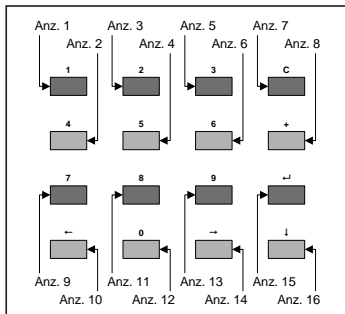 Anz. 1 Anz. 3 Anz. 5 Anz. 7
Anz. 2 Anz. 4 Anz. 6 Anz. 8
1 2 3 C
4 5 6 +
7 8 9 ↵
← 0 → ↓
Anz. 9 Anz. 11 Anz. 13 Anz. 15
Anz. 10 Anz. 12 Anz. 14 Anz. 16